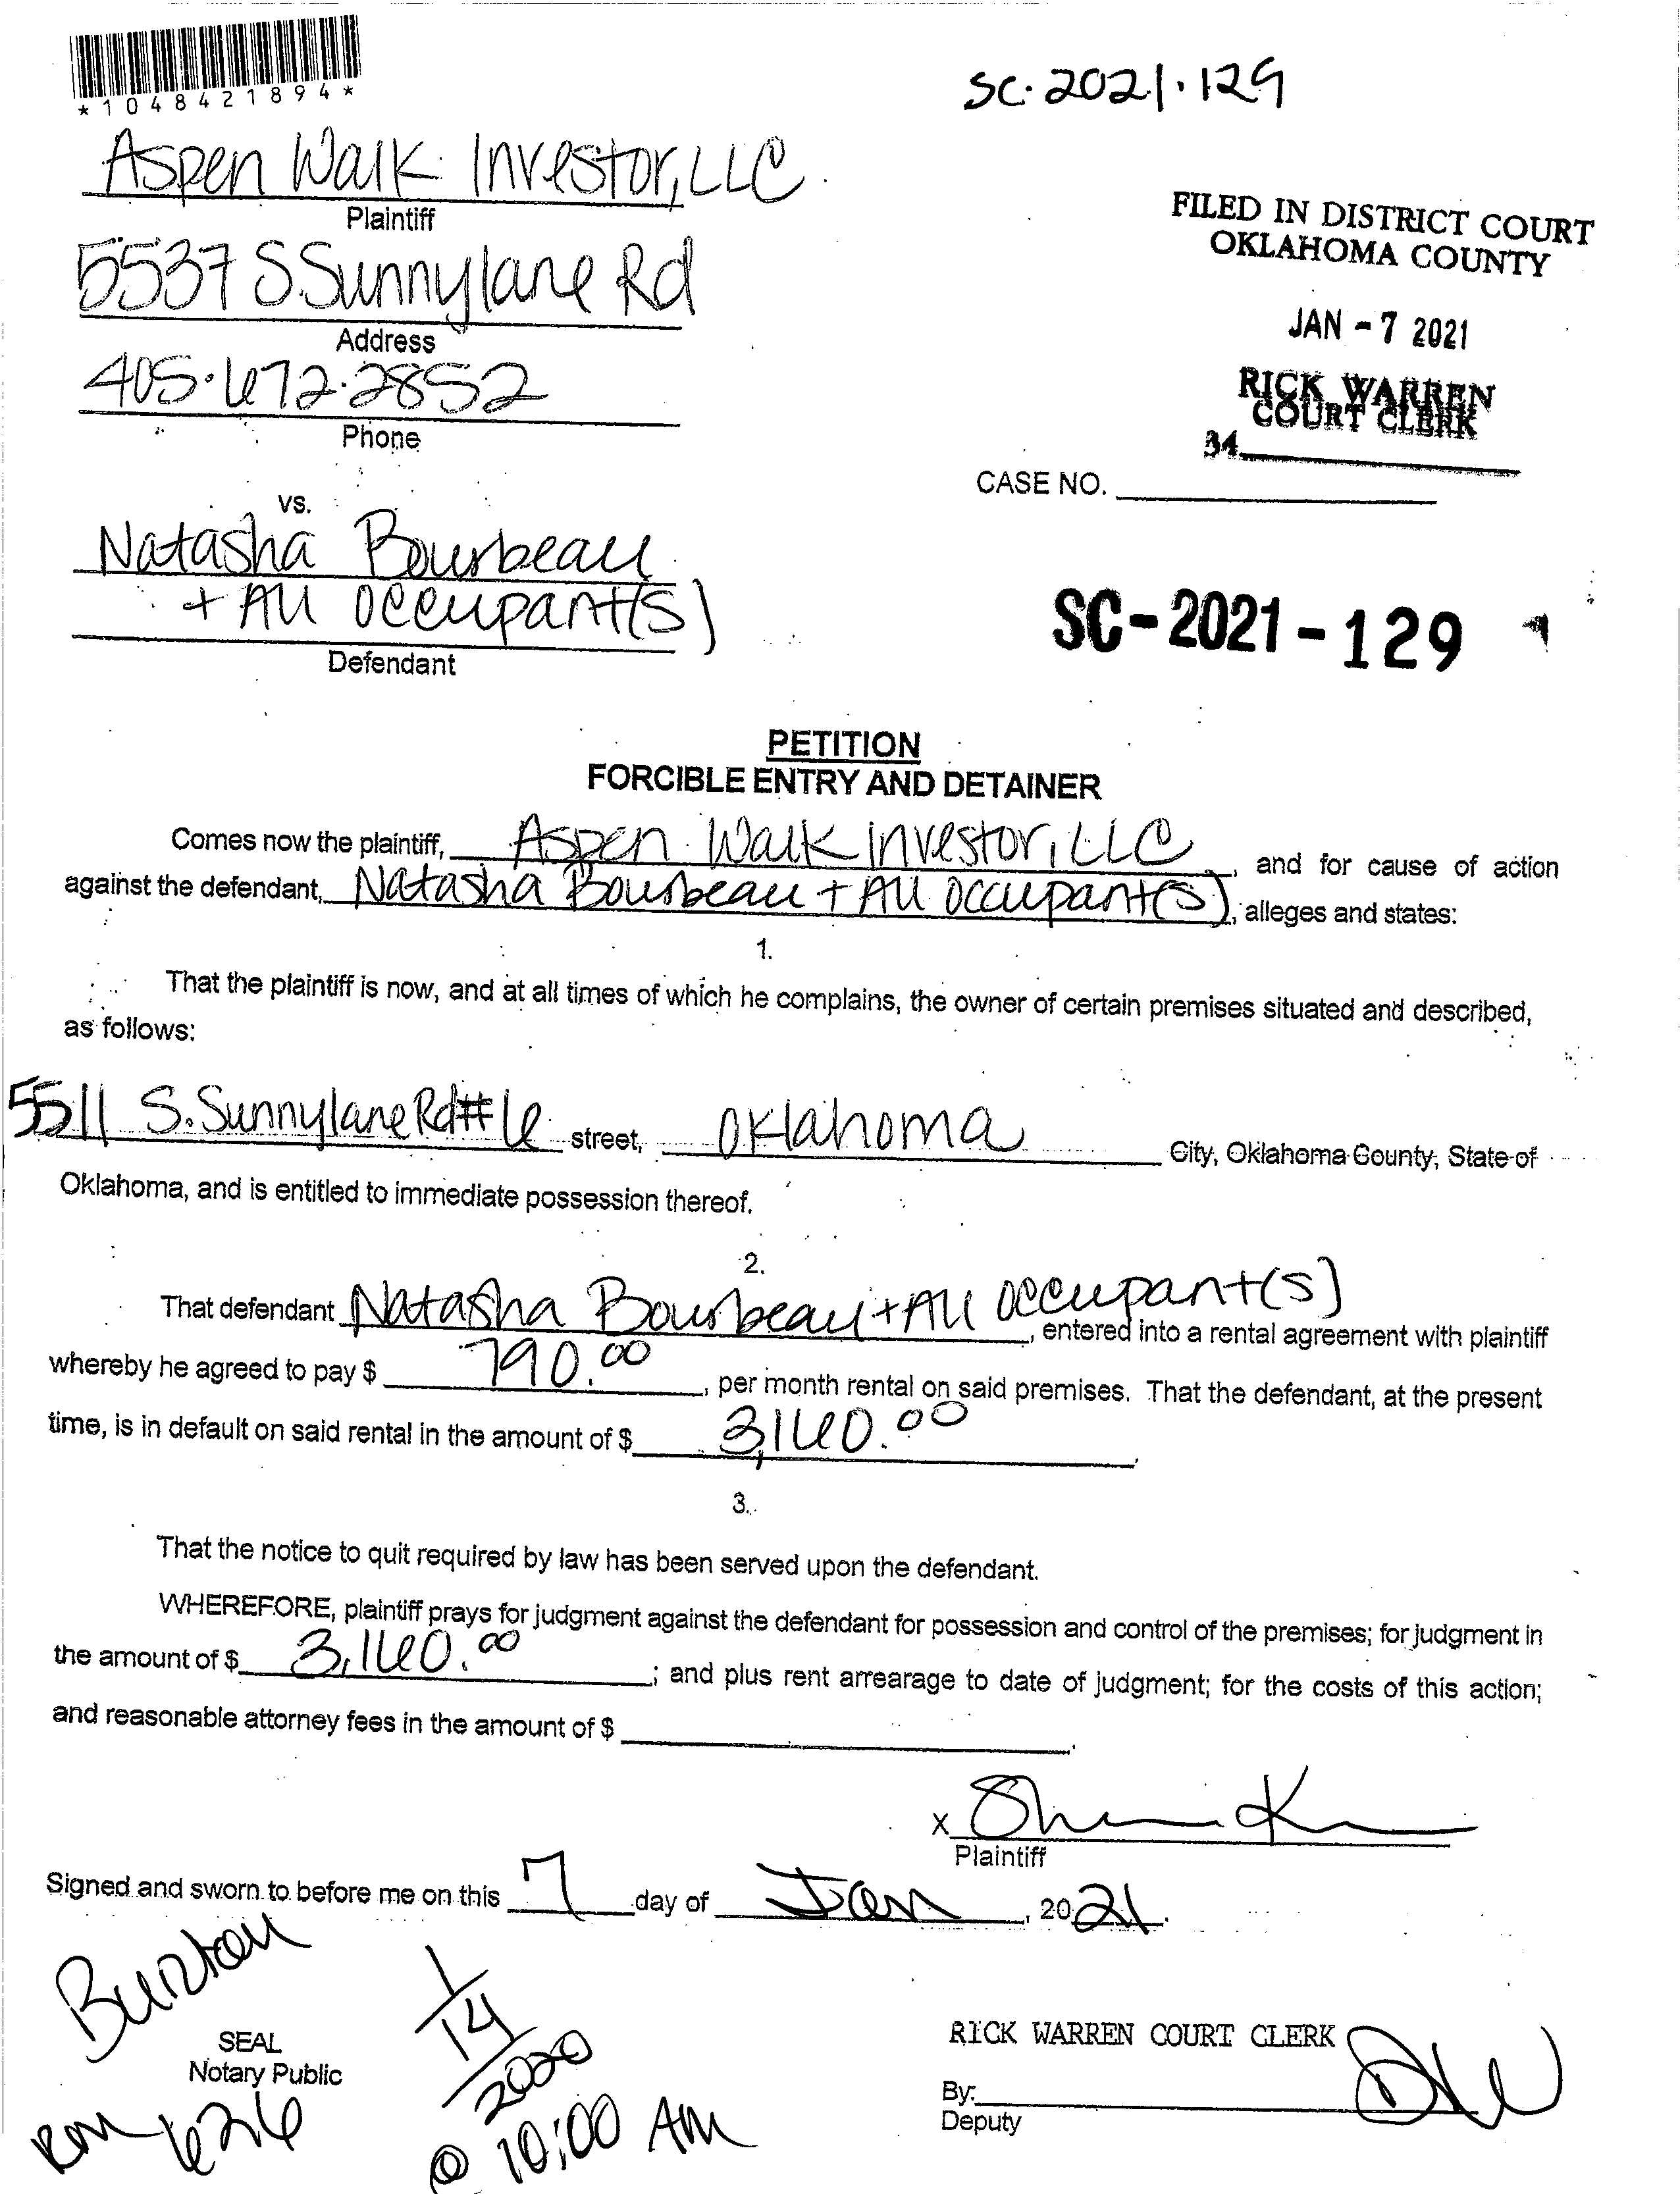 *1048421894*
SC-2021-129
Aspen Walk Investor, LLC
Plaintiff
FILED IN DISTRICT COURT
OKLAHOMA COUNTY
5537 S. Sunnylane Rd
Address
JAN - 7 2021
405-672-2852
Phone
RICK WARREN
COURT CLERK
34
CASE NO.
vs.
Natasha Bourbeau
+ All Occupant(s)
Defendant
SC-2021-129
PETITION
FORCIBLE ENTRY AND DETAINER
Comes now the plaintiff, Aspen Walk Investor, LLC, and for cause of action
against the defendant, Natasha Bourbeau + All Occupant(s), alleges and states:
1.
That the plaintiff is now, and at all times of which he complains, the owner of certain premises situated and described,
as follows:
5511 S. Sunnylane Rd #6 street, Oklahoma City, Oklahoma County, State of
Oklahoma, and is entitled to immediate possession thereof.
2.
That defendant Natasha Bourbeau + All Occupant(s), entered into a rental agreement with plaintiff
whereby he agreed to pay $ 790.00, per month rental on said premises. That the defendant, at the present
time, is in default on said rental in the amount of $ 3,160.00.
3.
That the notice to quit required by law has been served upon the defendant.
WHEREFORE, plaintiff prays for judgment against the defendant for possession and control of the premises; for judgment in
the amount of $ 3,160.00; and plus rent arrearage to date of judgment; for the costs of this action;
and reasonable attorney fees in the amount of $
X
Plaintiff
Signed and sworn to before me on this 7 day of Jan, 2021.
SEAL
Notary Public
Rm 626
1/14/2020
@ 10:00 AM
RICK WARREN COURT CLERK
By:
Deputy